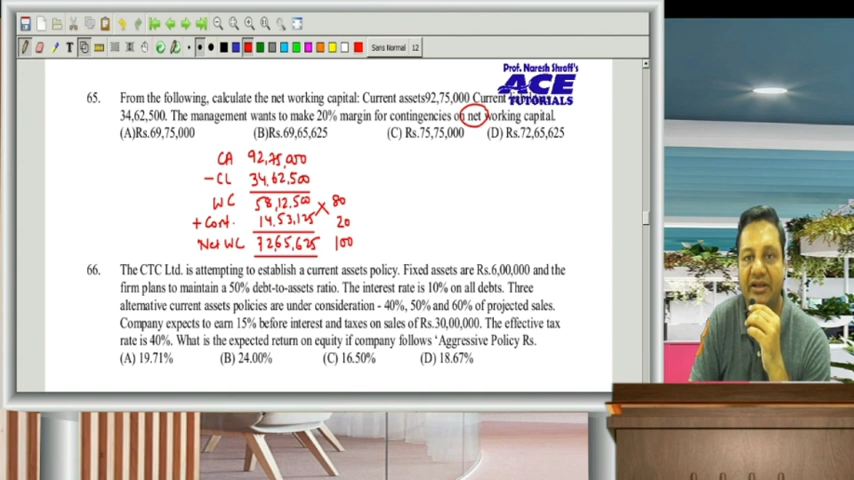 Sans Normal 12
Prof. Naresh Shroff's
ACE
TUTORIALS
65. From the following, calculate the net working capital: Current assets92,75,000 Current
34,62,500. The management wants to make 20% margin for contingencies on net working capital.
(A)Rs.69,75,000 (B)Rs.69,65,625 (C) Rs.75,75,000 (D) Rs.72,65,625
CA 92,75,000
- CL 34,62,500
WC 58,12,500 80
+ Cont. 14,53,125 20
Net WC 72,65,625 100
66. The CTC Ltd. is attempting to establish a current assets policy. Fixed assets are Rs.6,00,000 and the
firm plans to maintain a 50% debt-to-assets ratio. The interest rate is 10% on all debts. Three
alternative current assets policies are under consideration - 40%, 50% and 60% of projected sales.
Company expects to earn 15% before interest and taxes on sales of Rs.30,00,000. The effective tax
rate is 40%. What is the expected return on equity if company follows 'Aggressive Policy Rs.
(A) 19.71% (B) 24.00% (C) 16.50% (D) 18.67%